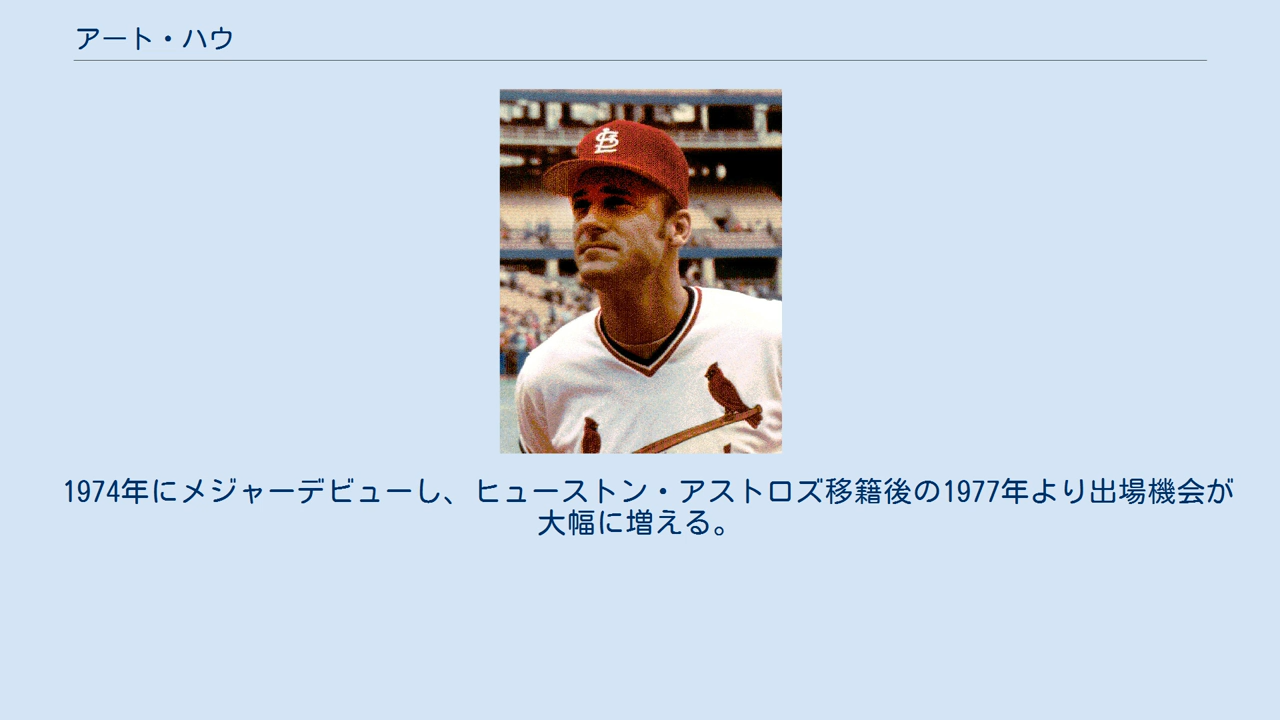 アート・ハウ
StL
1974年にメジャーデビューし、ヒューストン・アストロズ移籍後の1977年より出場機会が
大幅に増える。